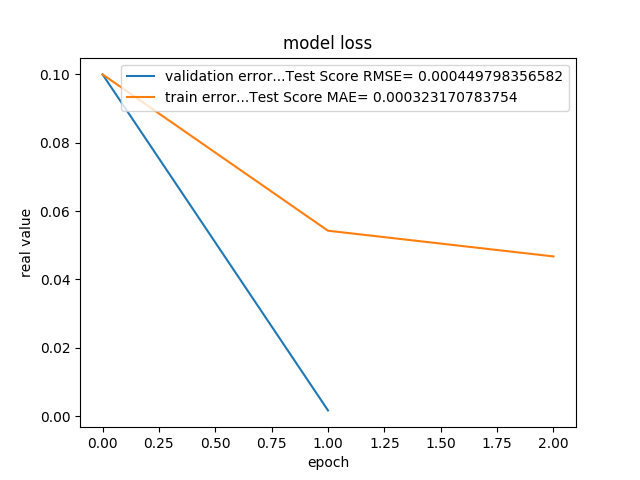 model loss
validation error...Test Score RMSE= 0.000449798356582
train error...Test Score MAE= 0.000323170783754
real value
0.10
0.08
0.06
0.04
0.02
0.00
0.00 0.25 0.50 0.75 1.00 1.25 1.50 1.75 2.00
epoch